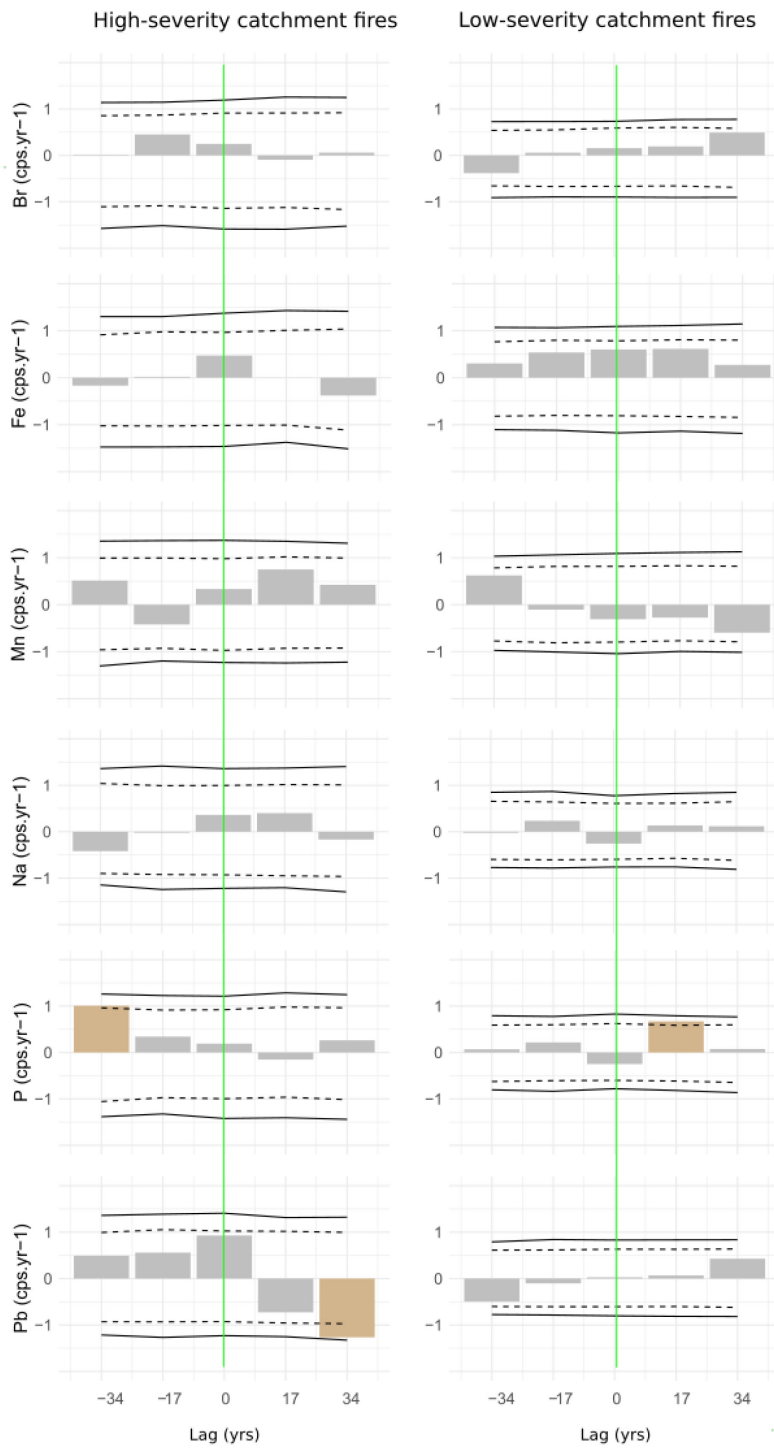 High-severity catchment fires Low-severity catchment fires
Br (cps.yr−1)
1 1
0 0
−1 −1
Fe (cps.yr−1)
1 1
0 0
−1 −1
Mn (cps.yr−1)
1 1
0 0
−1 −1
Na (cps.yr−1)
1 1
0 0
−1 −1
P (cps.yr−1)
1 1
0 0
−1 −1
Pb (cps.yr−1)
1 1
0 0
−1 −1
−34 −17 0 17 34 −34 −17 0 17 34
Lag (yrs) Lag (yrs)